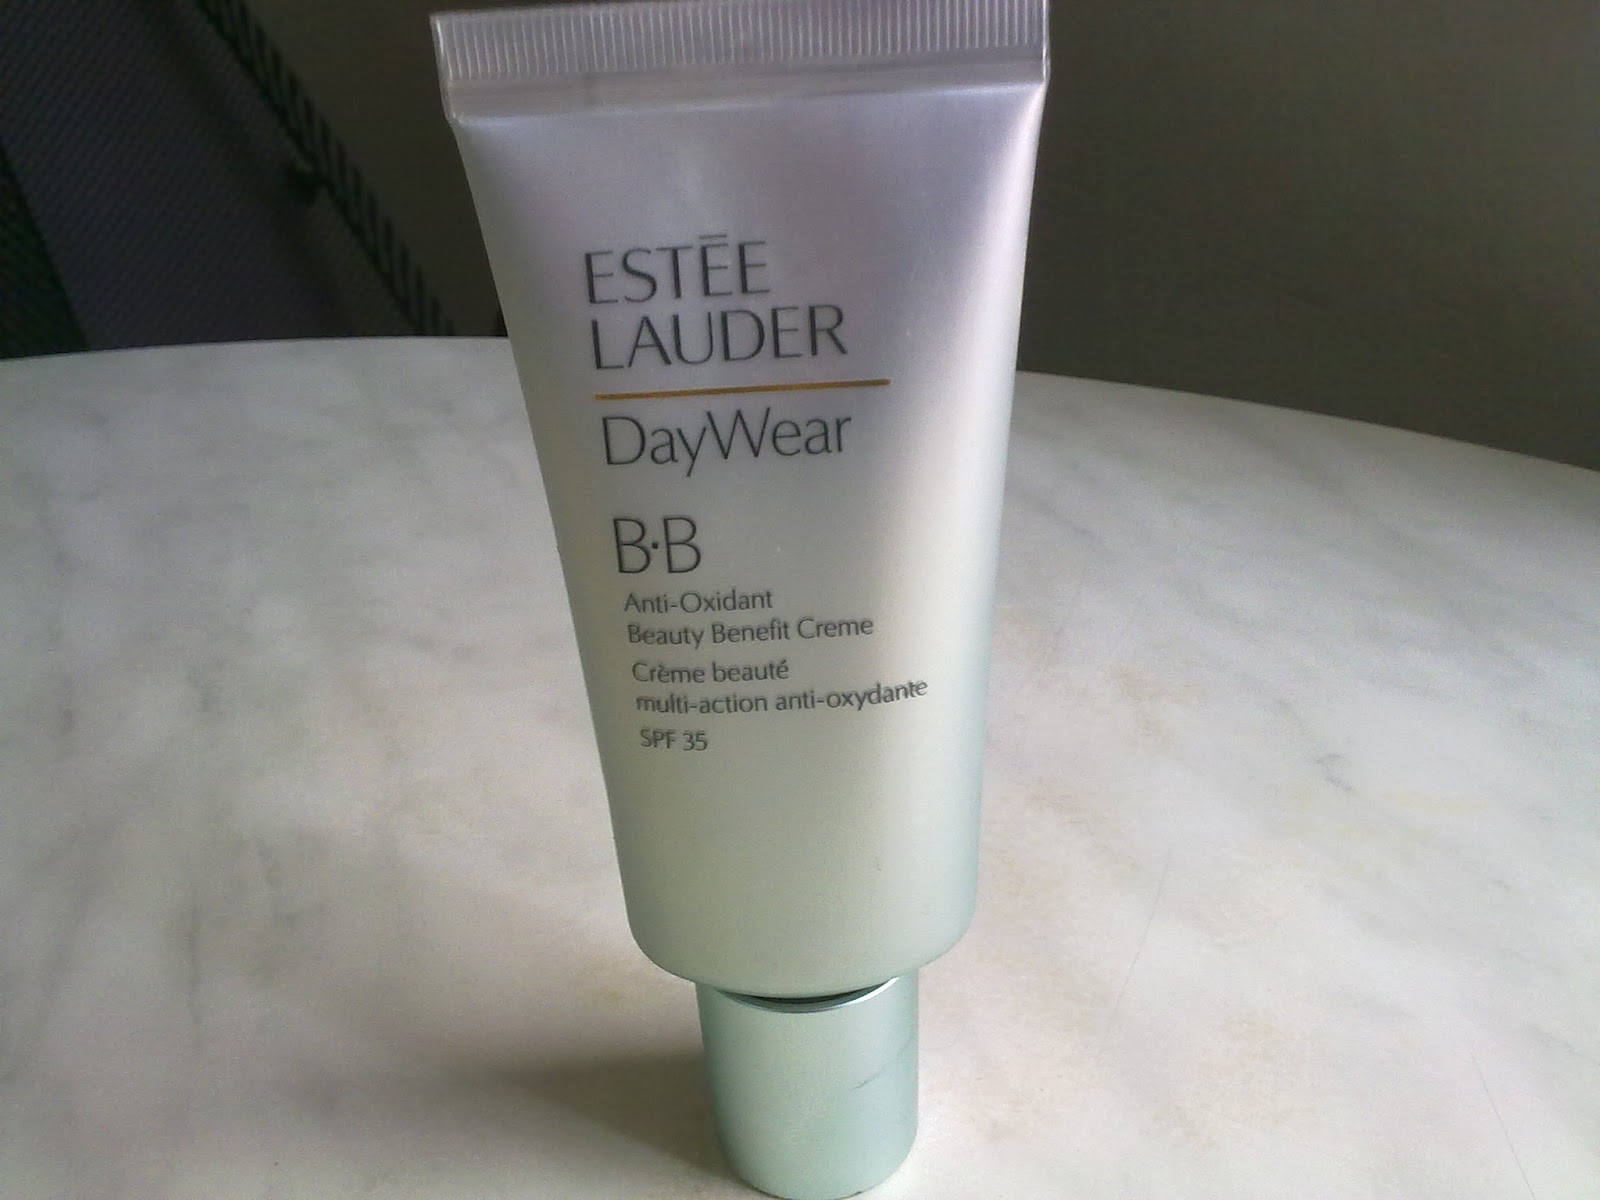 ESTĒE
LAUDER
DayWear
B·B
Anti-Oxidant
Beauty Benefit Creme
Crème beauté
multi-action anti-oxydante
SPF 35